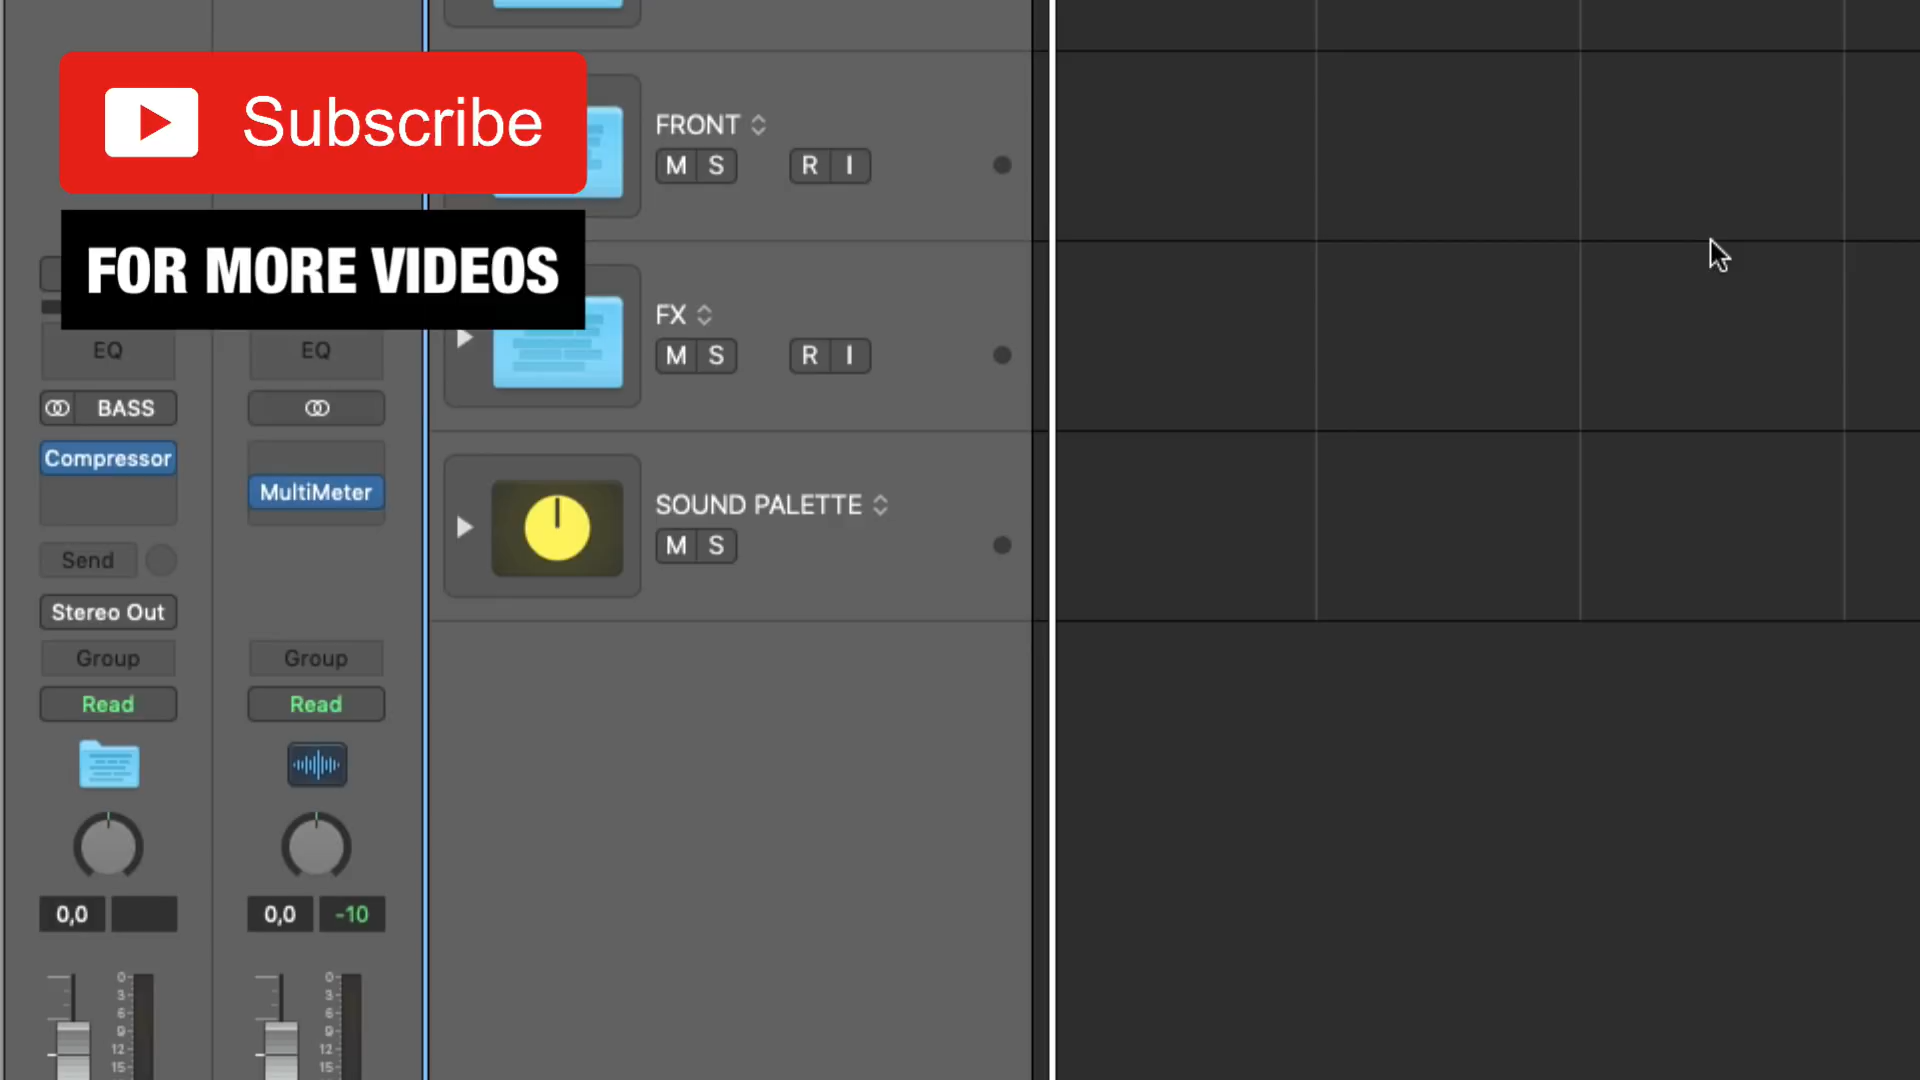 Subscribe
FOR MORE VIDEOS
FRONT
M S R I
FX
M S R I
SOUND PALETTE
M S
EQ
BASS
Compressor
Send
Stereo Out
Group
Read
0,0
0
3
6
9
12
15
EQ
MultiMeter
Group
Read
0,0 -10
0
3
6
9
12
15